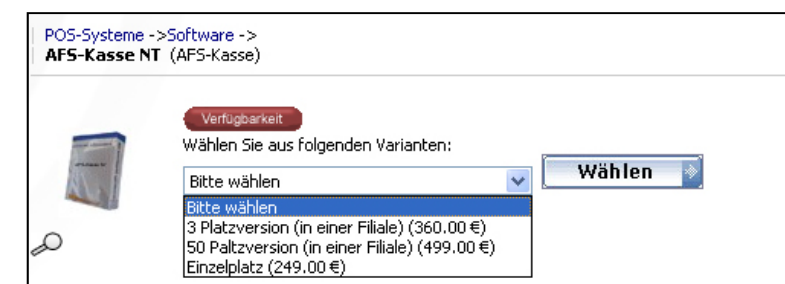 POS-Systeme ->Software ->
AFS-Kasse NT (AFS-Kasse)
Verfügbarkeit
Wählen Sie aus folgenden Varianten:
Bitte wählen
Wählen
Bitte wählen
3 Platzversion (in einer Filiale) (360.00 €)
50 Paltzversion (in einer Filiale) (499.00 €)
Einzelplatz (249.00 €)